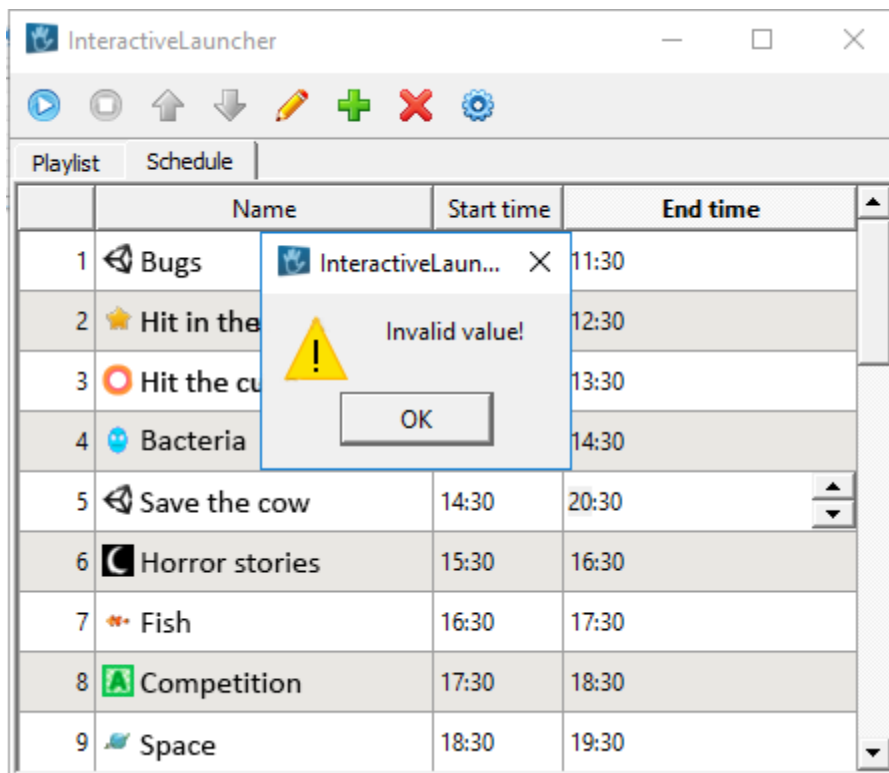 InteractiveLauncher
Playlist Schedule
Name Start time End time
1 Bugs 11:30
InteractiveLaun...
Invalid value!
OK
2 Hit in the 12:30
3 Hit the cu 13:30
4 Bacteria 14:30
5 Save the cow 14:30 20:30
6 Horror stories 15:30 16:30
7 Fish 16:30 17:30
8 Competition 17:30 18:30
9 Space 18:30 19:30